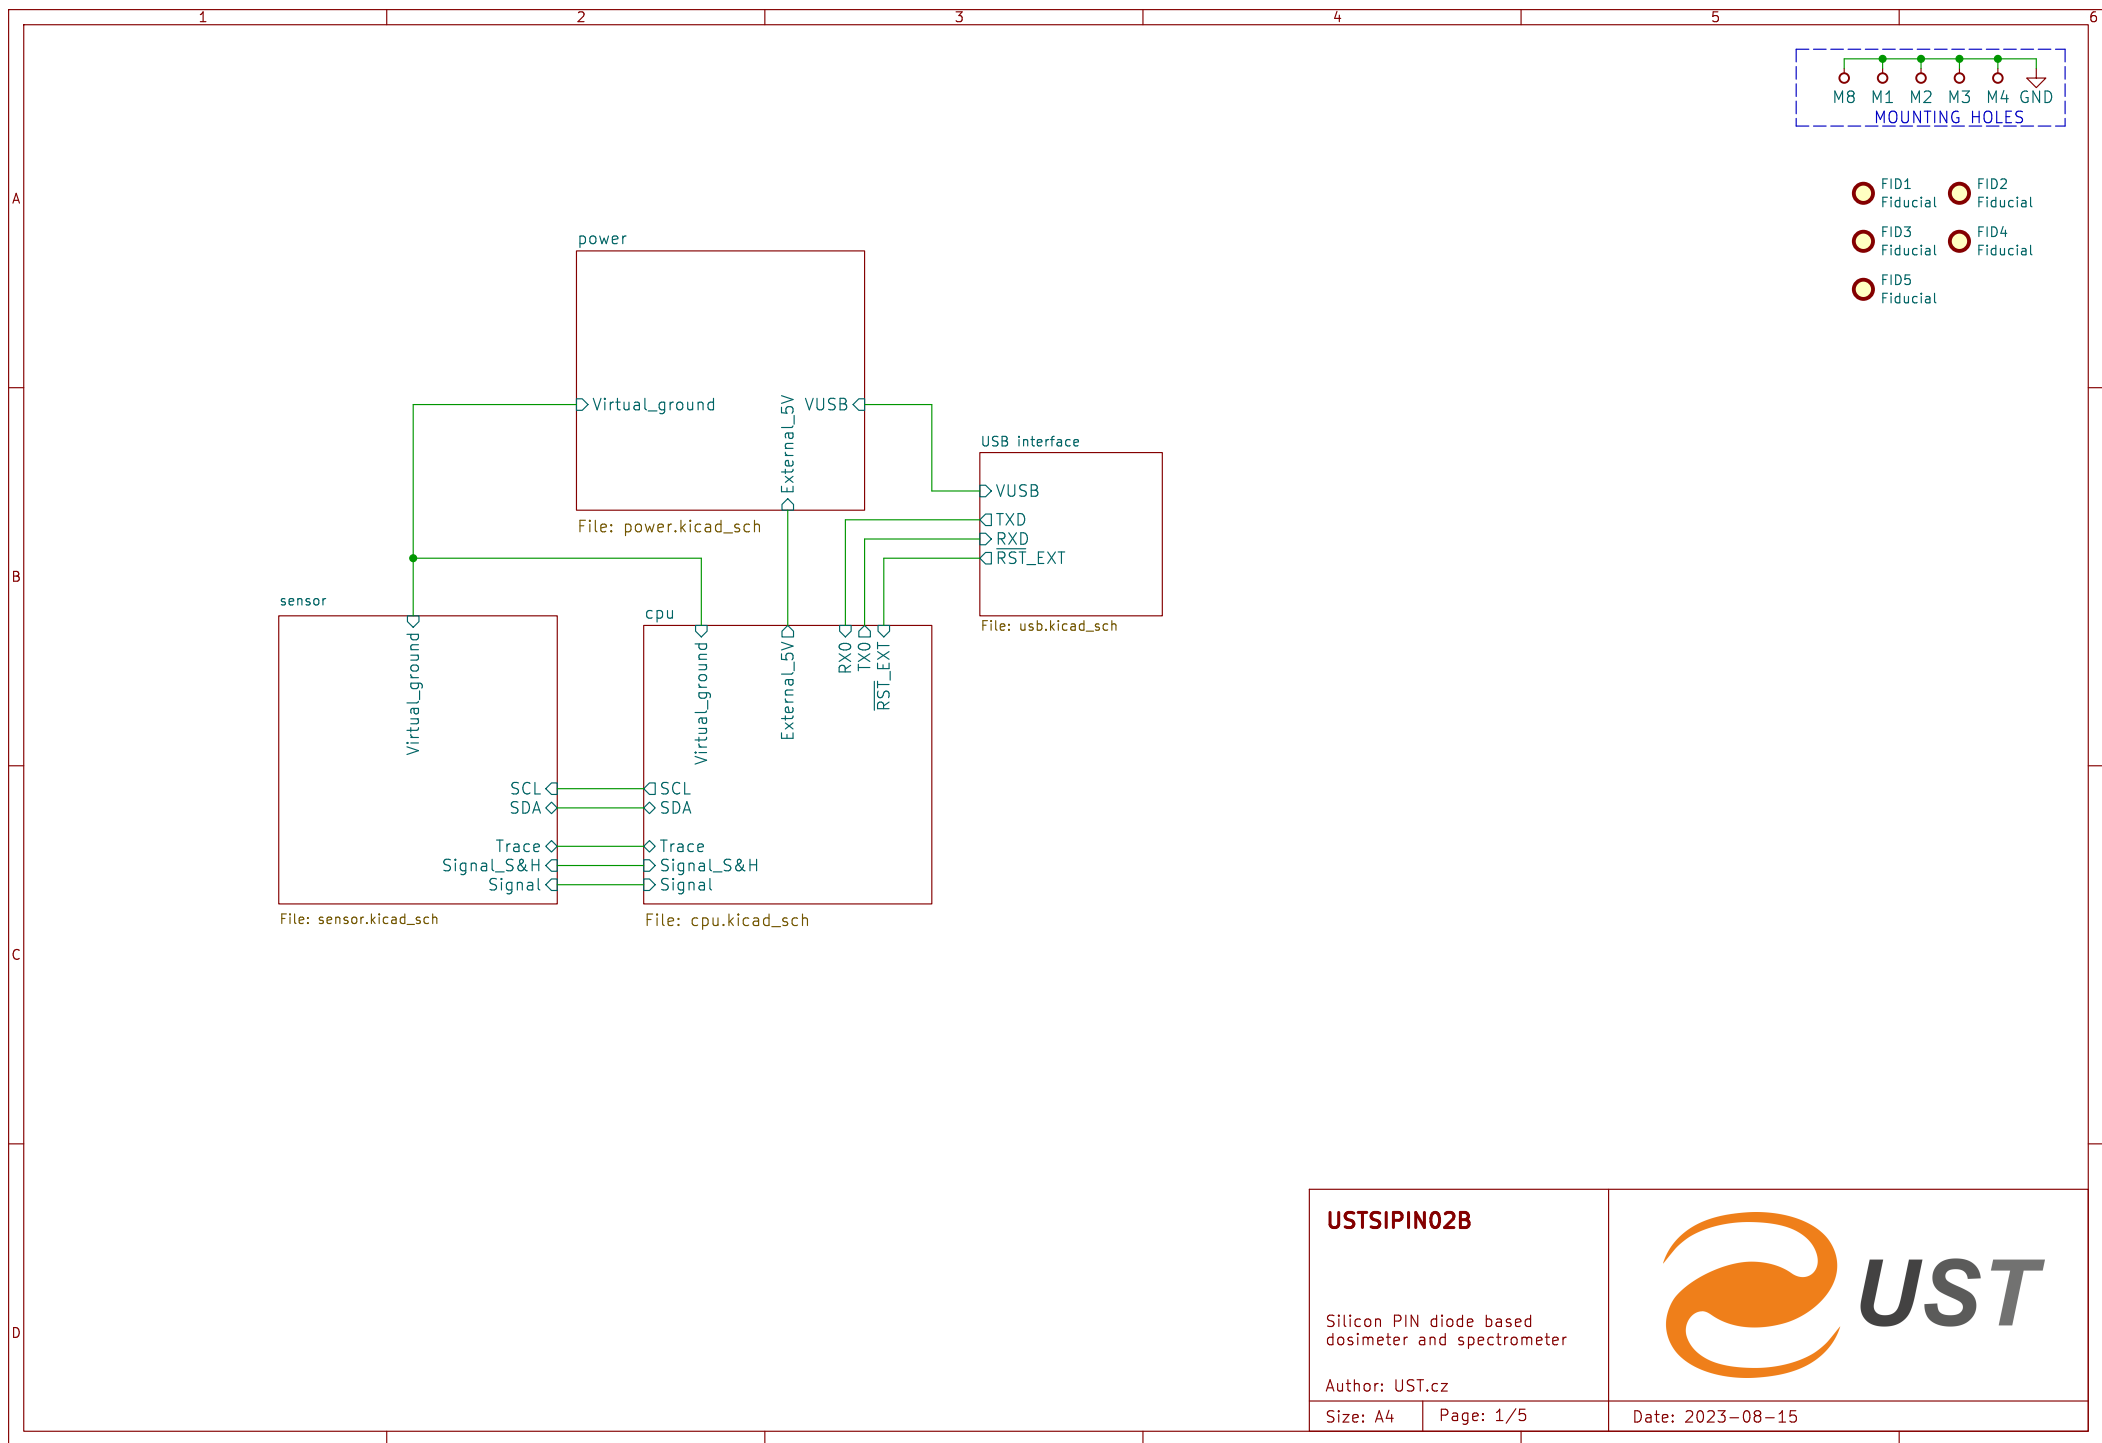 1 2 3 4 5 6
M8 M1 M2 M3 M4 GND
MOUNTING HOLES
A
FID1
Fiducial
FID2
Fiducial
FID3
Fiducial
FID4
Fiducial
FID5
Fiducial
power
Virtual_ground
External_5V
VUSB
File: power.kicad_sch
USB interface
VUSB
TXD
RXD
RST_EXT
File: usb.kicad_sch
B
sensor
Virtual_ground
SCL
SDA
Trace
Signal_S&H
Signal
File: sensor.kicad_sch
cpu
Virtual_ground
External_5V
RX0
TX0
RST_EXT
SCL
SDA
Trace
Signal_S&H
Signal
File: cpu.kicad_sch
C
D
USTSIPIN02B
Silicon PIN diode based
dosimeter and spectrometer
Author: UST.cz
Size: A4
Page: 1/5
UST
Date: 2023-08-15